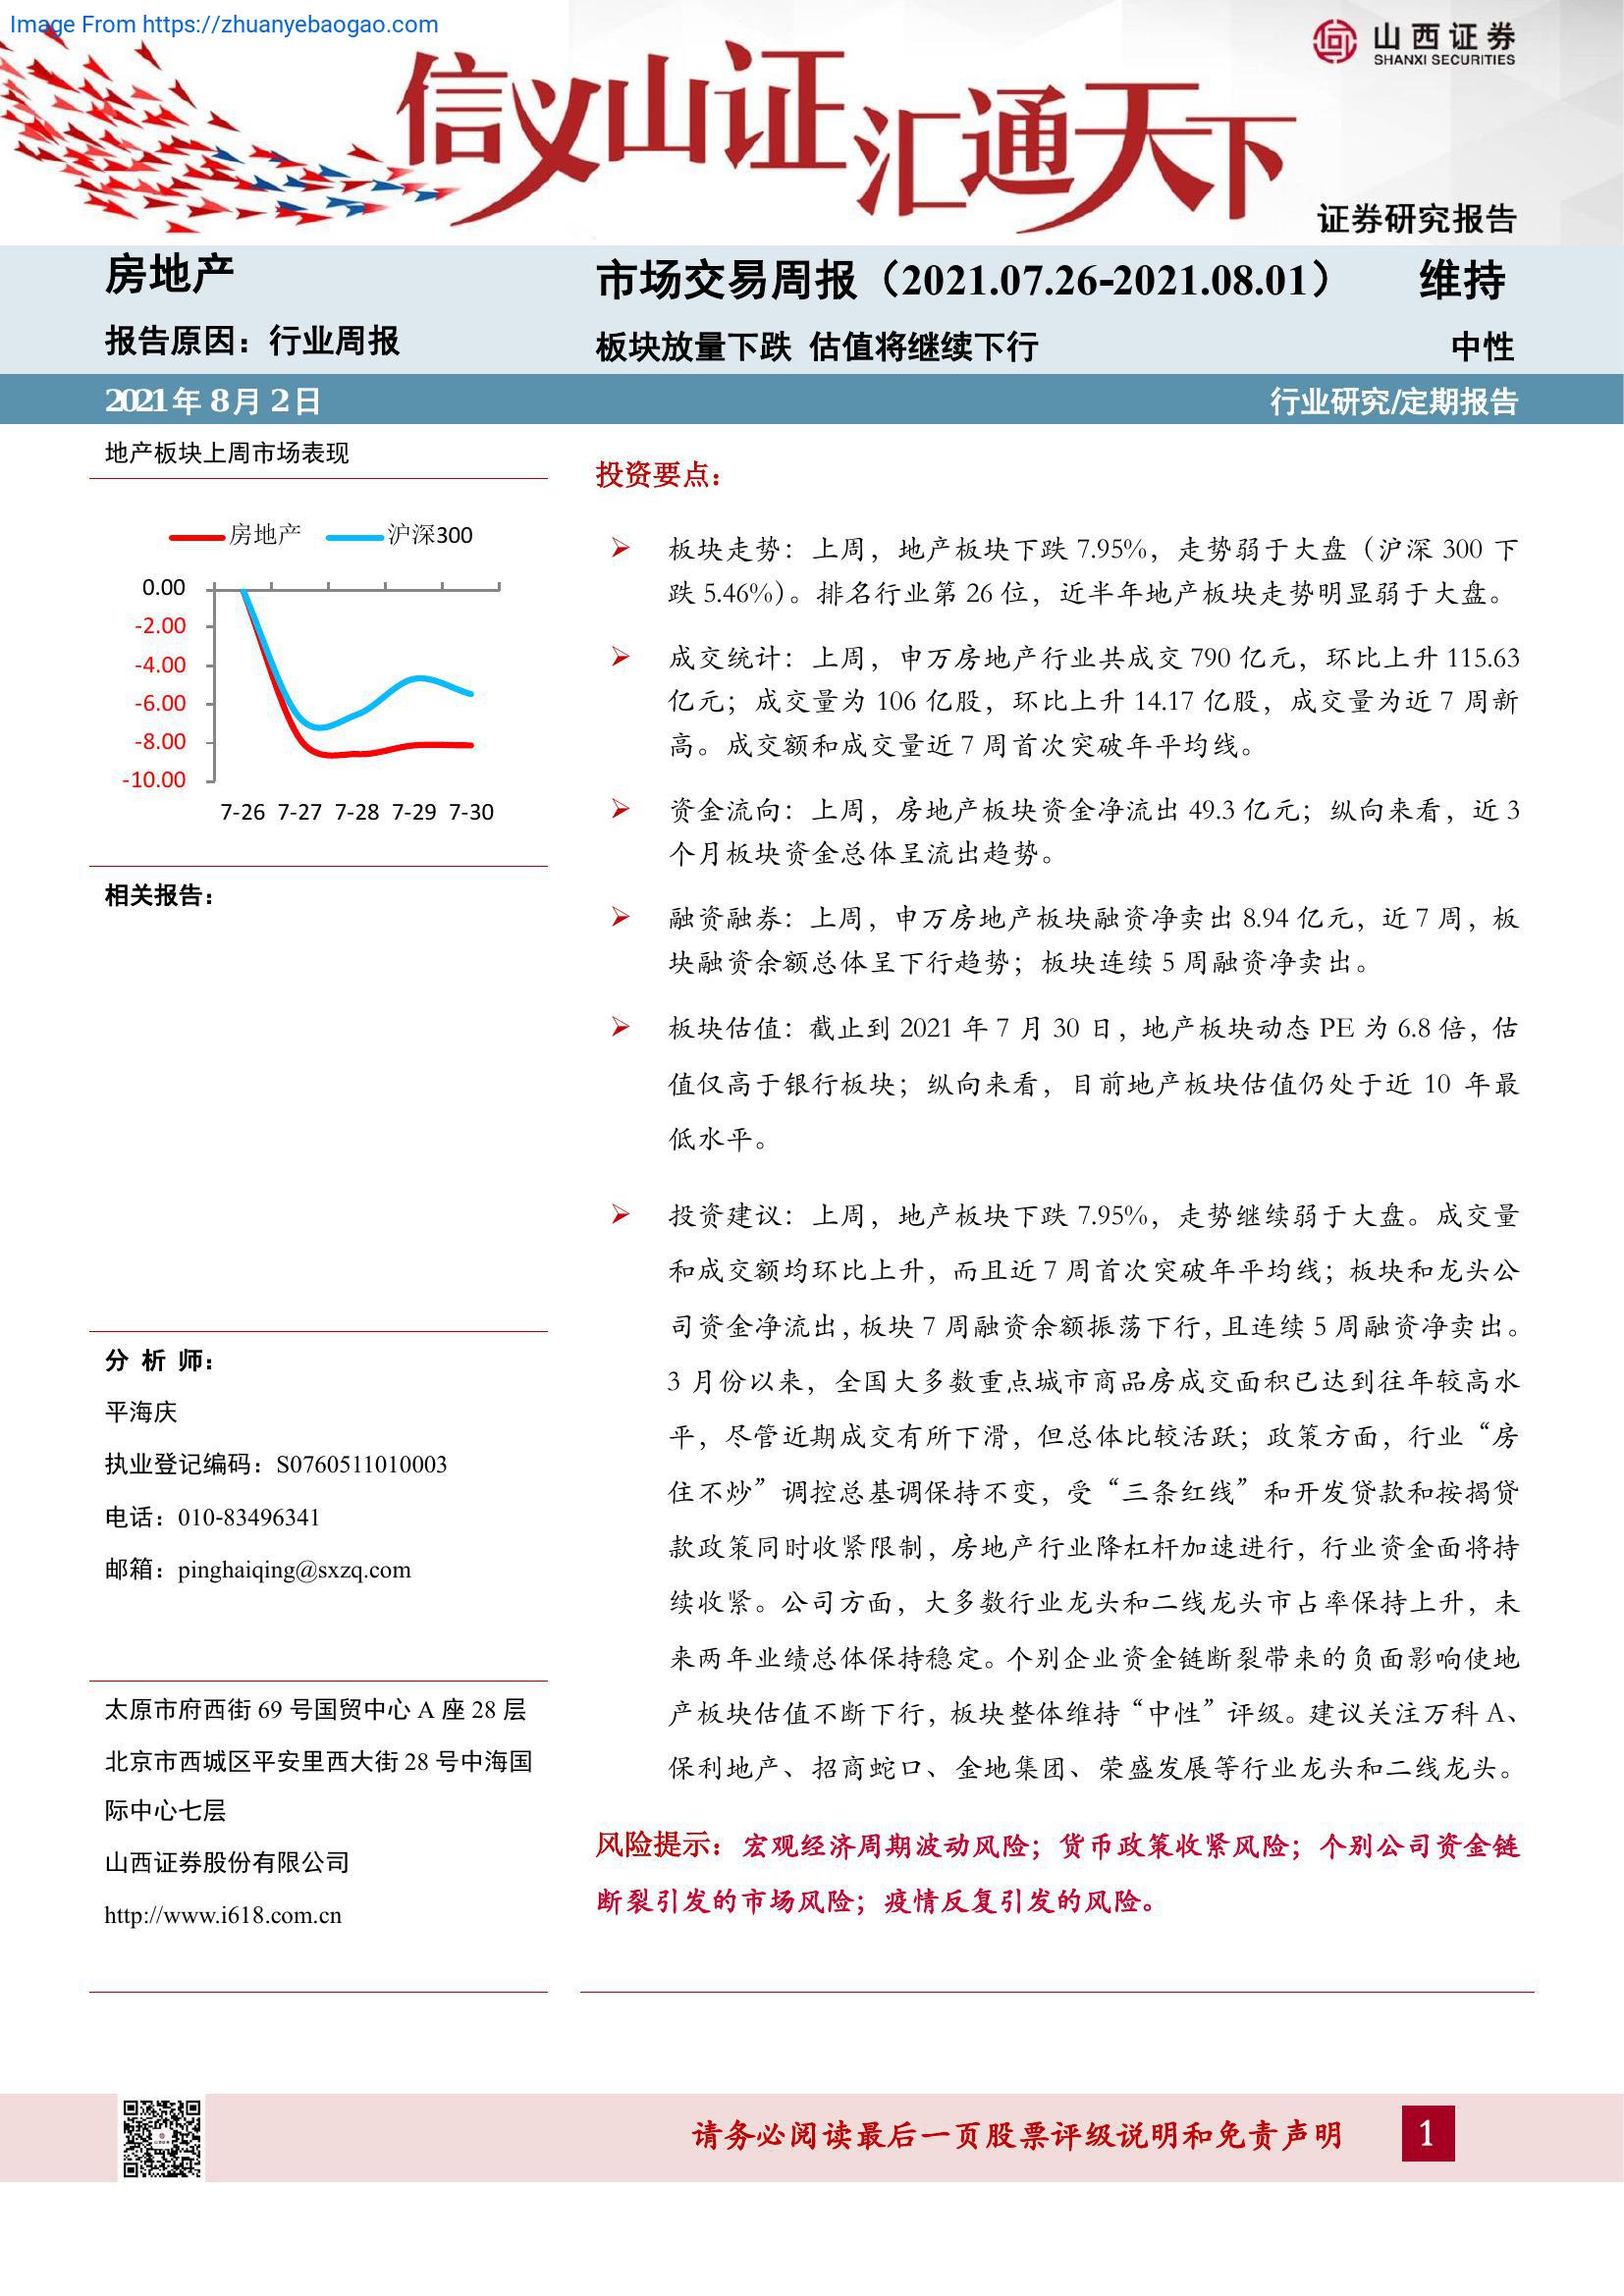 Image From https://zhuanyebaogao.com
山西证券
SHANXI SECURITIES
信义山证 汇通天下
证券研究报告
房地产
报告原因：行业周报
市场交易周报（2021.07.26-2021.08.01） 维持
板块放量下跌 估值将继续下行 中性
2021年 8月 2日 行业研究/定期报告
地产板块上周市场表现
房地产 沪深300
0.00
-2.00
-4.00
-6.00
-8.00
-10.00
7-26 7-27 7-28 7-29 7-30
相关报告：
分 析 师：
平海庆
执业登记编码：S0760511010003
电话：010-83496341
邮箱：pinghaiqing@sxzq.com
太原市府西街 69 号国贸中心 A 座 28 层
北京市西城区平安里西大街 28 号中海国
际中心七层
山西证券股份有限公司
http://www.i618.com.cn
投资要点：
➢ 板块走势：上周，地产板块下跌 7.95%，走势弱于大盘（沪深 300 下
跌 5.46%）。排名行业第 26 位，近半年地产板块走势明显弱于大盘。
➢ 成交统计：上周，申万房地产行业共成交 790 亿元，环比上升 115.63
亿元；成交量为 106 亿股，环比上升 14.17 亿股，成交量为近 7 周新
高。成交额和成交量近 7 周首次突破年平均线。
➢ 资金流向：上周，房地产板块资金净流出 49.3 亿元；纵向来看，近 3
个月板块资金总体呈流出趋势。
➢ 融资融券：上周，申万房地产板块融资净卖出 8.94 亿元，近 7 周，板
块融资余额总体呈下行趋势；板块连续 5 周融资净卖出。
➢ 板块估值：截止到 2021 年 7 月 30 日，地产板块动态 PE 为 6.8 倍，估
值仅高于银行板块；纵向来看，目前地产板块估值仍处于近 10 年最
低水平。
➢ 投资建议：上周，地产板块下跌 7.95%，走势继续弱于大盘。成交量
和成交额均环比上升，而且近 7 周首次突破年平均线；板块和龙头公
司资金净流出，板块 7 周融资余额振荡下行，且连续 5 周融资净卖出。
3 月份以来，全国大多数重点城市商品房成交面积已达到往年较高水
平，尽管近期成交有所下滑，但总体比较活跃；政策方面，行业“房
住不炒”调控总基调保持不变，受“三条红线”和开发贷款和按揭贷
款政策同时收紧限制，房地产行业降杠杆加速进行，行业资金面将持
续收紧。公司方面，大多数行业龙头和二线龙头市占率保持上升，未
来两年业绩总体保持稳定。个别企业资金链断裂带来的负面影响使地
产板块估值不断下行，板块整体维持“中性”评级。建议关注万科 A、
保利地产、招商蛇口、金地集团、荣盛发展等行业龙头和二线龙头。
风险提示：宏观经济周期波动风险；货币政策收紧风险；个别公司资金链
断裂引发的市场风险；疫情反复引发的风险。
请务必阅读最后一页股票评级说明和免责声明 1